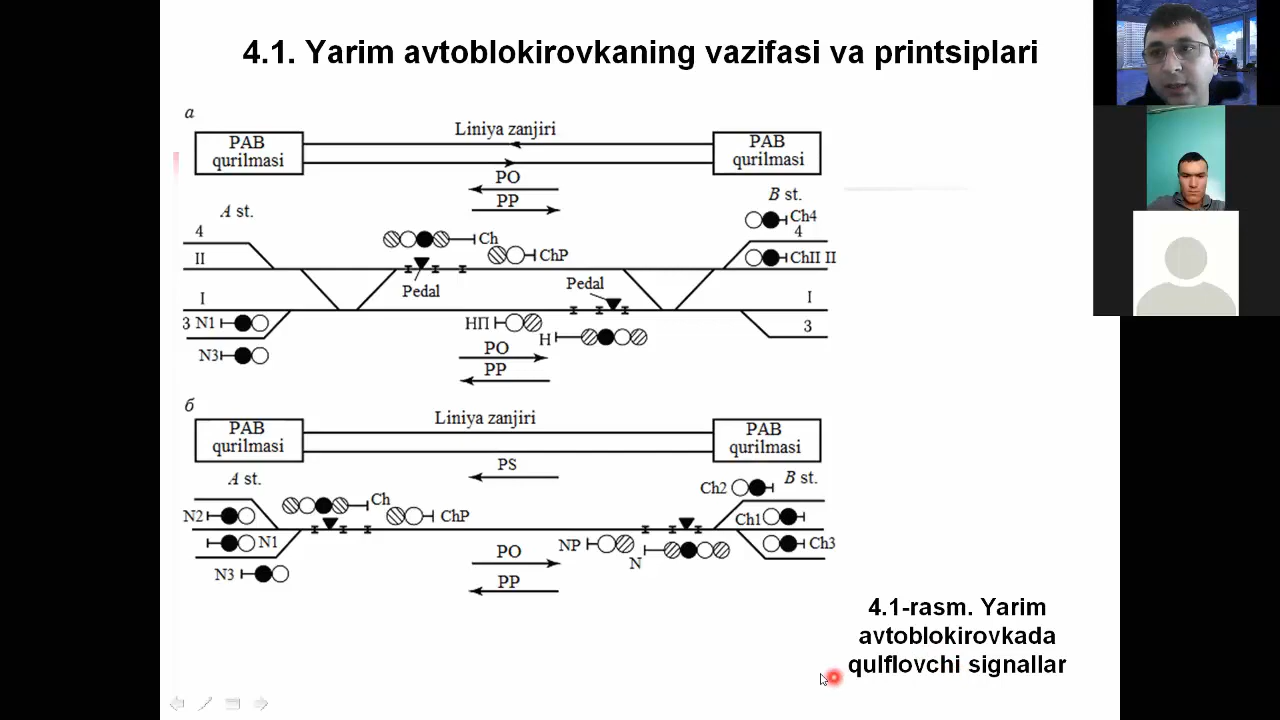 4.1. Yarim avtoblokirovkaning vazifasi va printsiplari
а
PAB
qurilmasi
Liniya zanjiri
PAB
qurilmasi
PO
PP
A st.
B st.
Ch4
4
4
Ch
II
ChP
ChII II
Pedal
Pedal
I
I
3 N1
НП
3
H
N3
PO
PP
б
PAB
qurilmasi
Liniya zanjiri
PAB
qurilmasi
PS
A st.
B st.
Ch2
Ch
N2
ChP
Ch1
N1
NP
Ch3
N
N3
PO
PP
4.1-rasm. Yarim
avtoblokirovkada
qulflovchi signallar